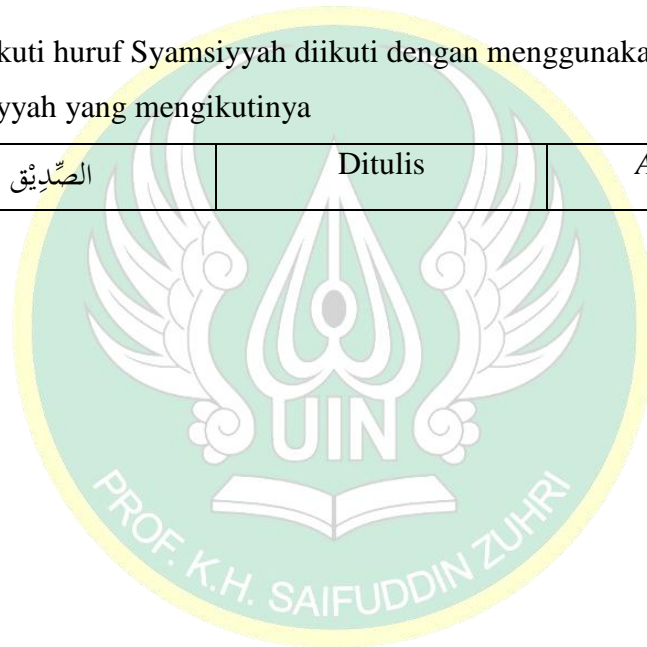 kuti huruf Syamsiyyah diikuti dengan menggunaka
yyah yang mengikutinya
الصِّدِيْق Ditulis A
UIN
PROF. K.H. SAIFUDDIN ZUHRI